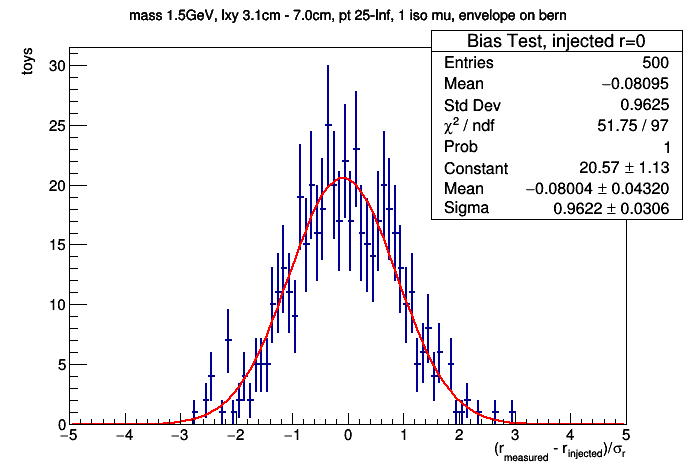 mass 1.5GeV, lxy 3.1cm - 7.0cm, pt 25-Inf, 1 iso mu, envelope on bern
toys
Bias Test, injected r=0
Entries 500
Mean −0.08095
Std Dev 0.9625
χ² / ndf 51.75 / 97
Prob 1
Constant 20.57 ± 1.13
Mean −0.08004 ± 0.04320
Sigma 0.9622 ± 0.0306
30
25
20
15
10
5
0
−5 −4 −3 −2 −1 0 1 2 3 4 5
(r_measured - r_injected)/σ_r